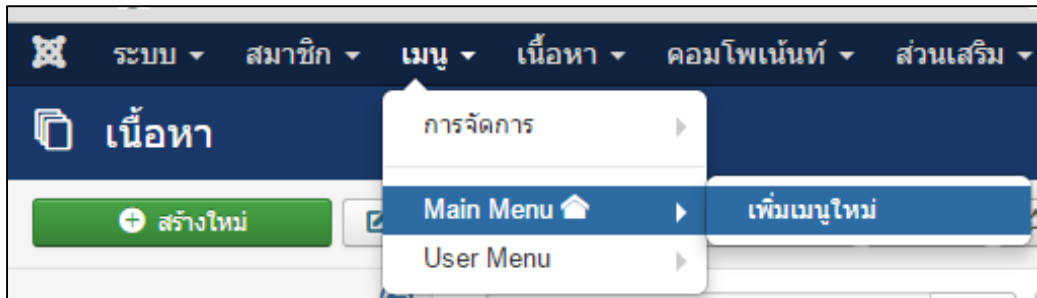 ระบบ สมาชิก เมนู เนื้อหา คอมโพเน้นท์ ส่วนเสริม
เนื้อหา
การจัดการ
Main Menu เพิ่มเมนูใหม่
สร้างใหม่
User Menu